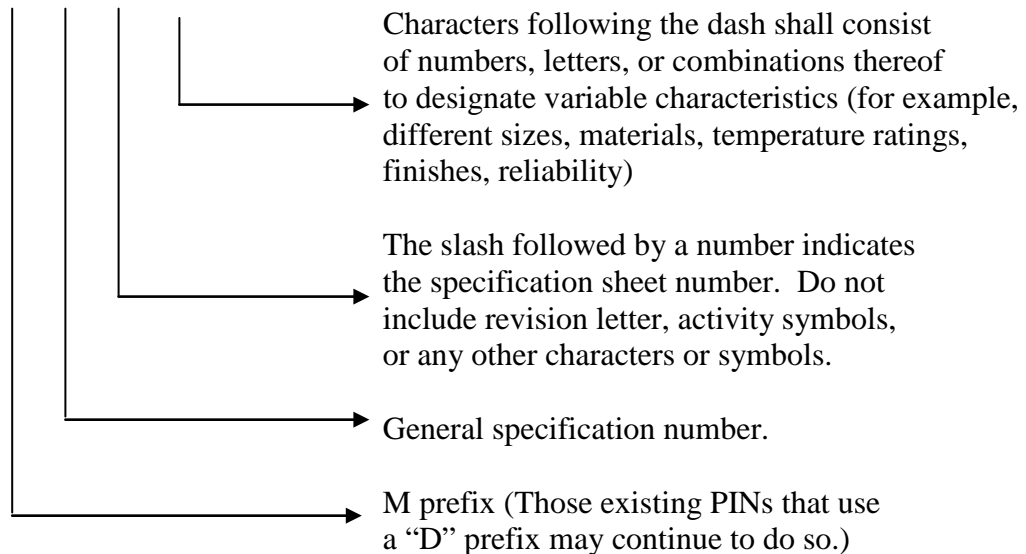 Characters following the dash shall consist
of numbers, letters, or combinations thereof
to designate variable characteristics (for example,
different sizes, materials, temperature ratings,
finishes, reliability)
The slash followed by a number indicates
the specification sheet number.  Do not
include revision letter, activity symbols,
or any other characters or symbols.
General specification number.
M prefix (Those existing PINs that use
a “D” prefix may continue to do so.)